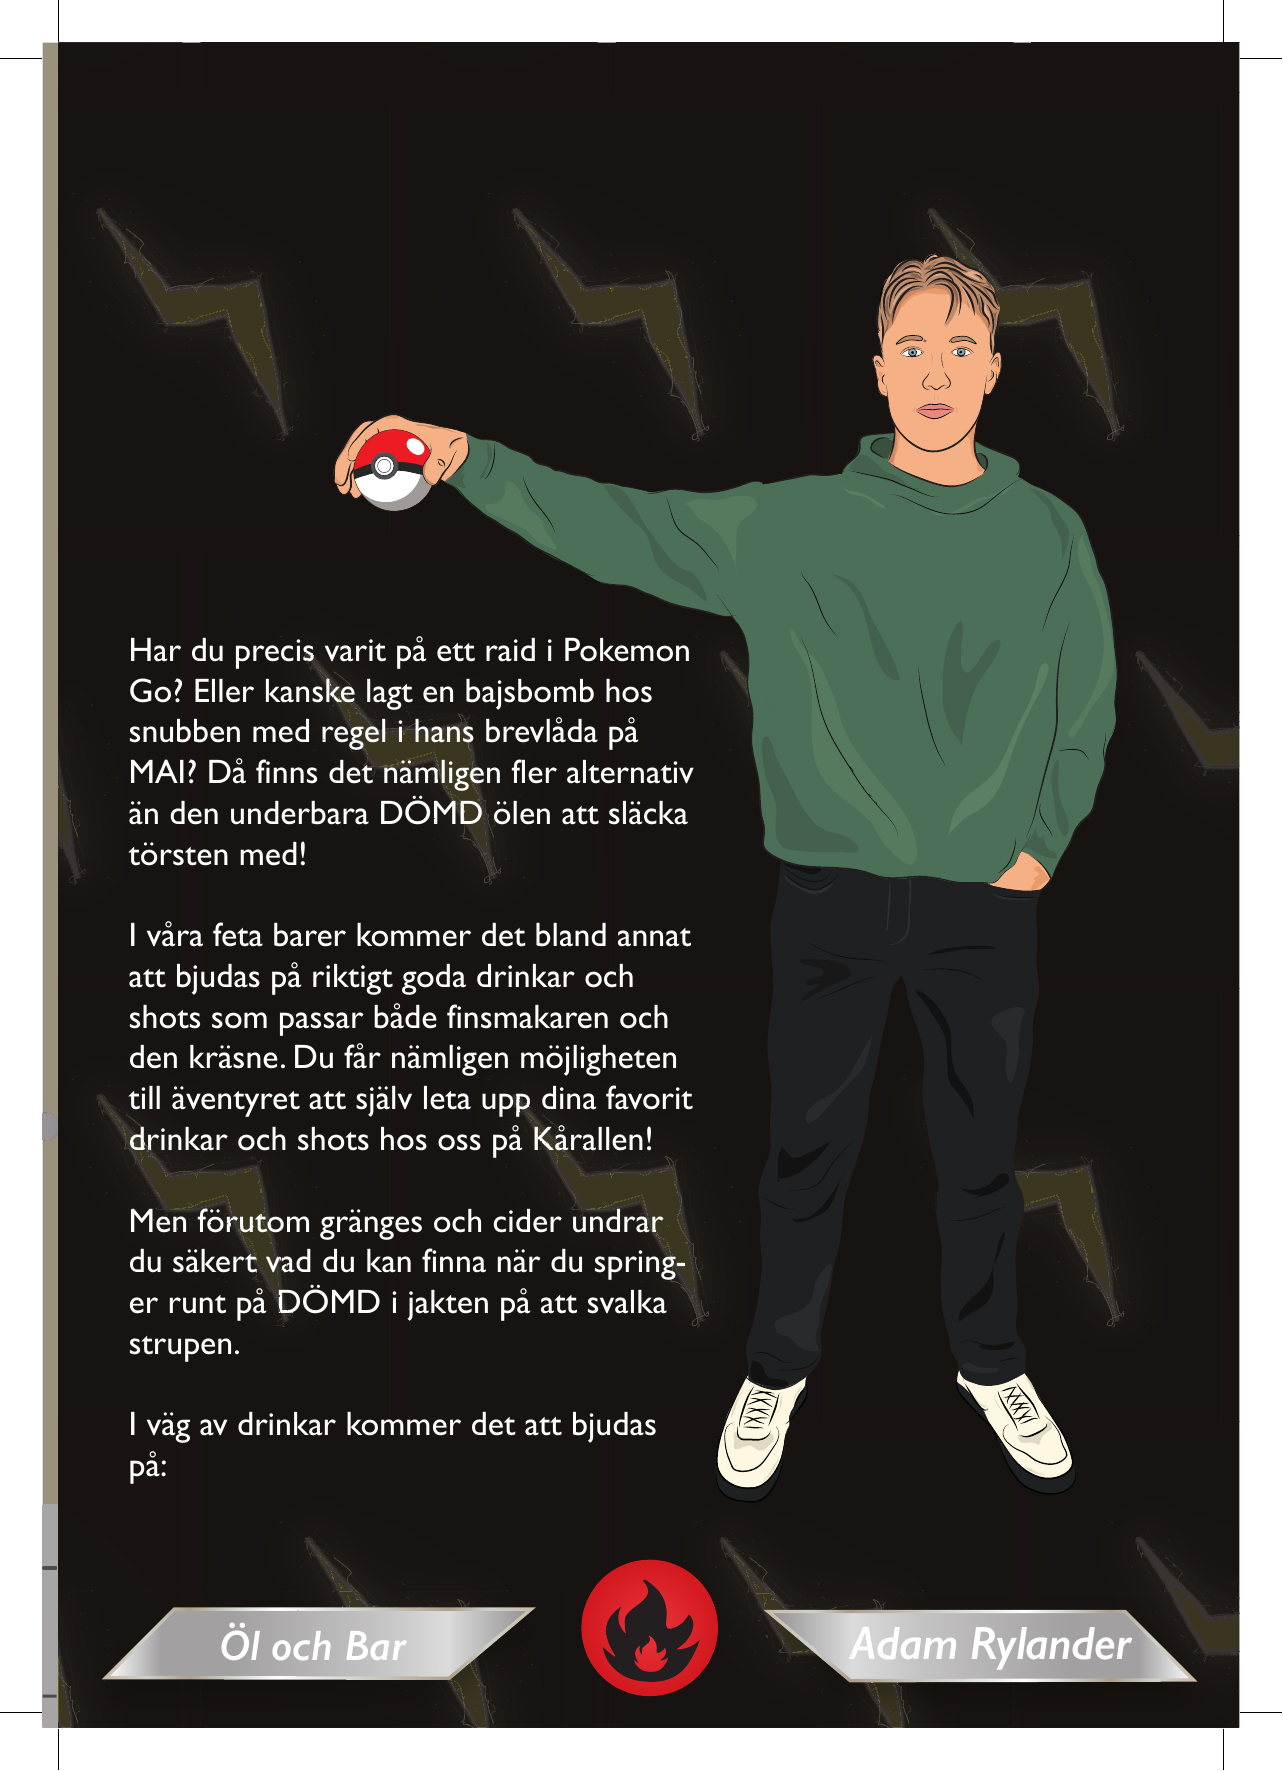 Har du precis varit på ett raid i Pokemon
Go? Eller kanske lagt en bajsbomb hos
snubben med regel i hans brevlåda på
MAI? Då finns det nämligen fler alternativ
än den underbara DÖMD ölen att släcka
törsten med!
I våra feta barer kommer det bland annat
att bjudas på riktigt goda drinkar och
shots som passar både finsmakaren och
den kräsne. Du får nämligen möjligheten
till äventyret att själv leta upp dina favorit
drinkar och shots hos oss på Kårallen!
Men förutom gränges och cider undrar
du säkert vad du kan finna när du spring-
er runt på DÖMD i jakten på att svalka
strupen.
I väg av drinkar kommer det att bjudas
på:
Öl och Bar
Adam Rylander